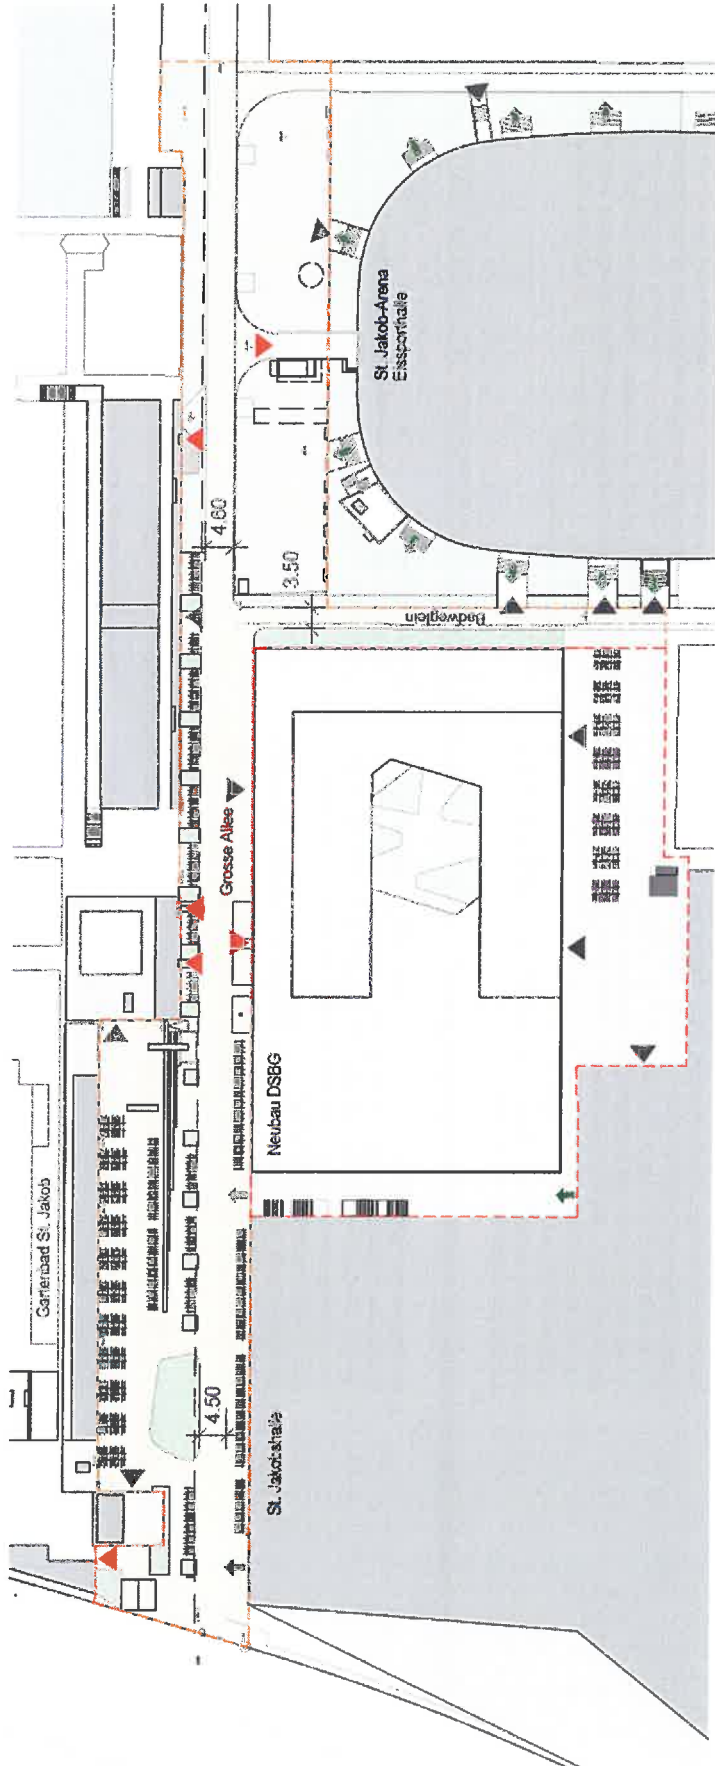 St. Jakob-Arena
Eissporthalle
4.60
3.50
Grosse Allee
Neubau DSBG
Gartenbad St. Jakob
4.50
St. Jakobshalle